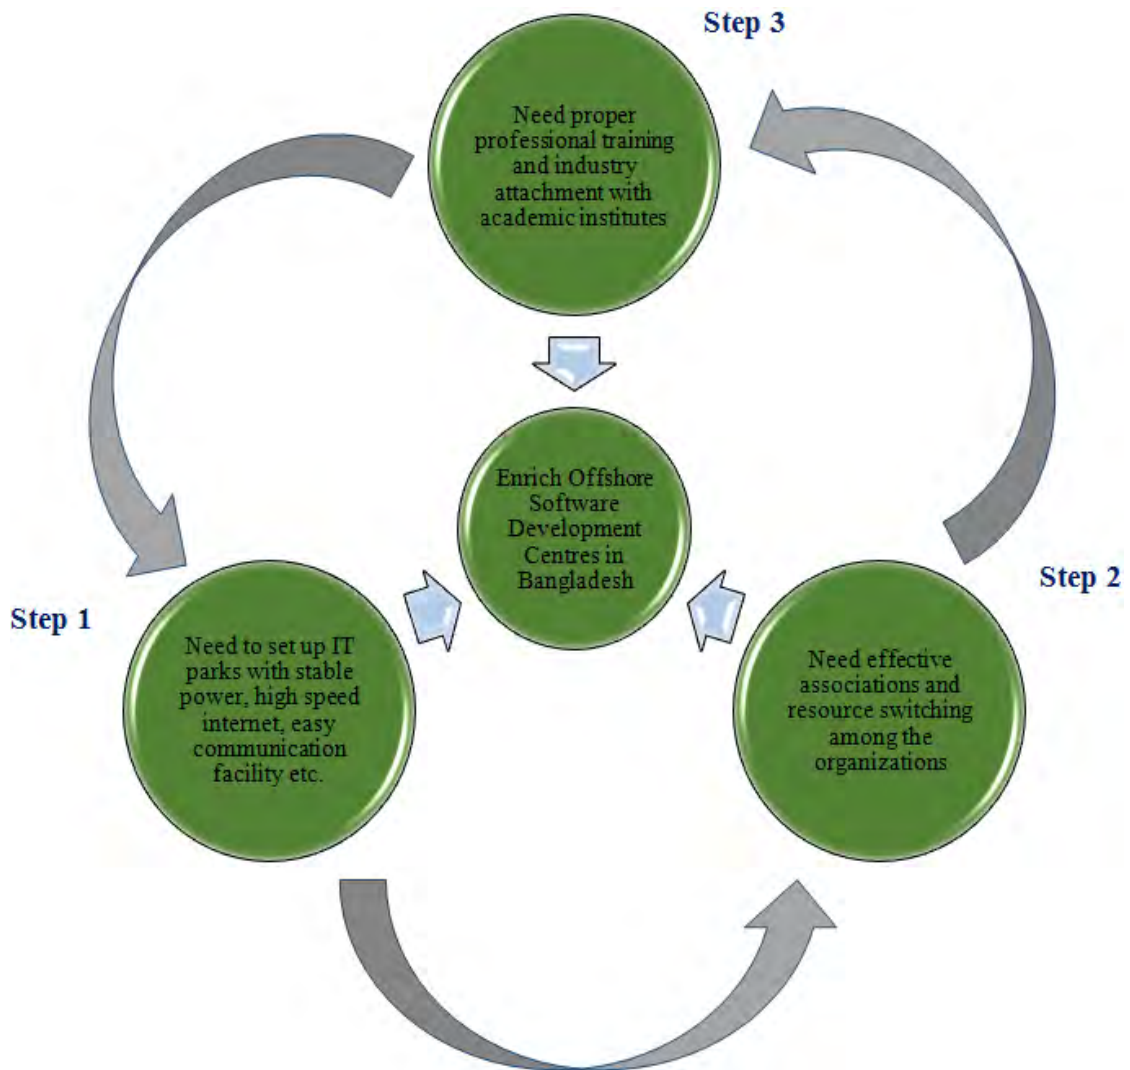 Step 3
Need proper
professional training
and industry
attachment with
academic institutes
Enrich Offshore
Software
Development
Centres in
Bangladesh
Step 1
Need to set up IT
parks with stable
power, high speed
internet, easy
communication
facility etc.
Step 2
Need effective
associations and
resource switching
among the
organizations